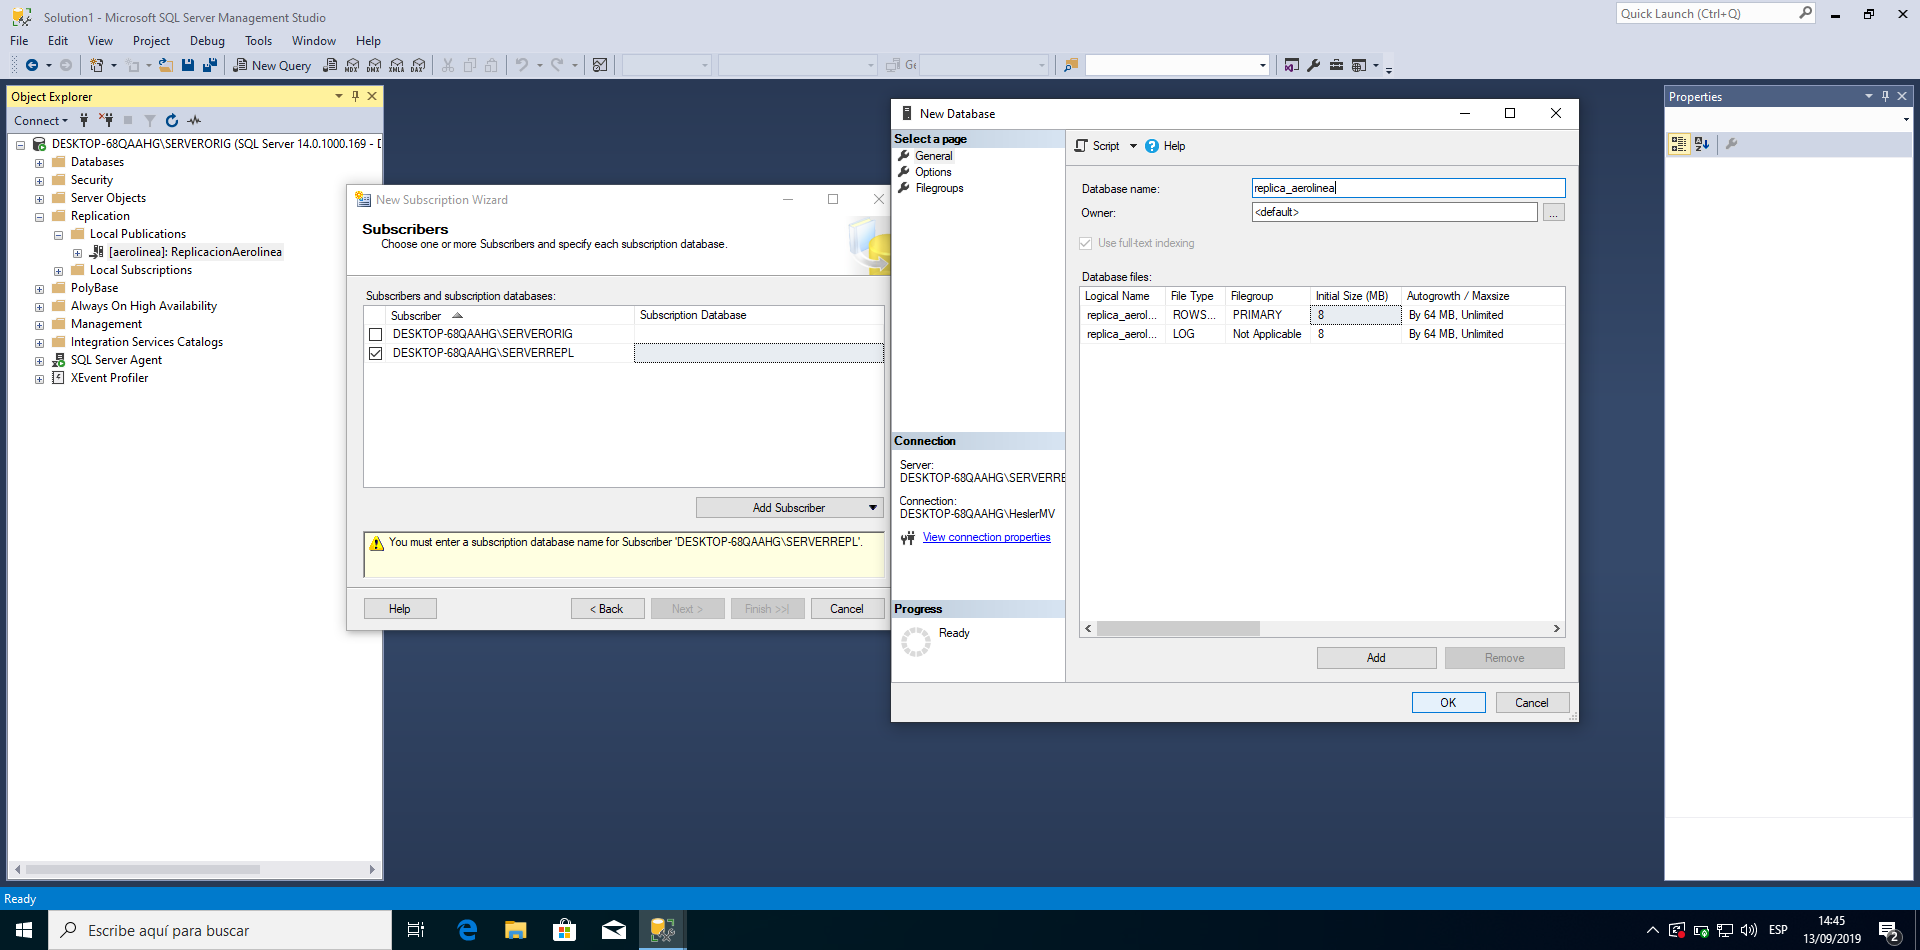 Solution1 - Microsoft SQL Server Management Studio
Quick Launch (Ctrl+Q)
File Edit View Project Debug Tools Window Help
New Query
MDX DMX XMLA DAX
Object Explorer
Connect
DESKTOP-68QAAHG\SERVERORIG (SQL Server 14.0.1000.169 - D
Databases
Security
Server Objects
Replication
Local Publications
[aerolinea]: ReplicacionAerolinea
Local Subscriptions
PolyBase
Always On High Availability
Management
Integration Services Catalogs
SQL Server Agent
XEvent Profiler
New Subscription Wizard
Subscribers
Choose one or more Subscribers and specify each subscription database.
Subscribers and subscription databases:
Subscriber Subscription Database
DESKTOP-68QAAHG\SERVERORIG
DESKTOP-68QAAHG\SERVERREPL
Add Subscriber
You must enter a subscription database name for Subscriber 'DESKTOP-68QAAHG\SERVERREPL'.
Help < Back Next > Finish >>| Cancel
New Database
Select a page
General
Options
Filegroups
Script Help
Database name: replica_aerolinea
Owner: <default> ...
Use full-text indexing
Database files:
Logical Name File Type Filegroup Initial Size (MB) Autogrowth / Maxsize
replica_aerol... ROWS... PRIMARY 8 By 64 MB, Unlimited
replica_aerol... LOG Not Applicable 8 By 64 MB, Unlimited
Connection
Server:
DESKTOP-68QAAHG\SERVERRE
Connection:
DESKTOP-68QAAHG\HeslerMV
View connection properties
Progress
Ready
Add Remove
OK Cancel
Properties
Ready
Escribe aquí para buscar
ESP
14:45
13/09/2019
2